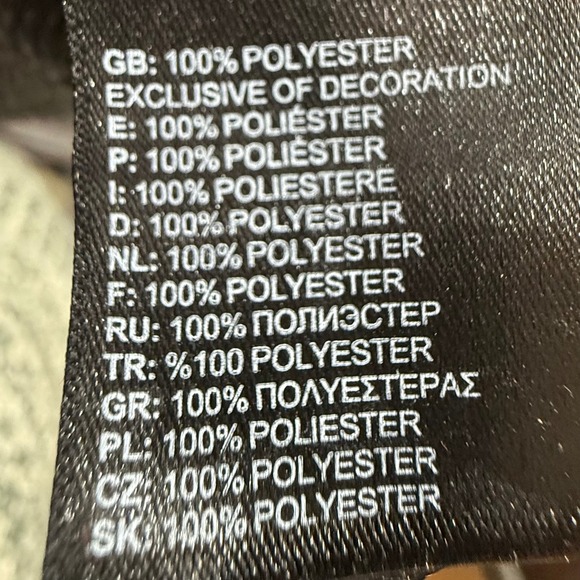 GB: 100% POLYESTER
EXCLUSIVE OF DECORATION
E: 100% POLIÉSTER
P: 100% POLIÉSTER
I: 100% POLIESTERE
D: 100% POLYESTER
NL: 100% POLYESTER
F: 100% POLYESTER
RU: 100% ПОЛИЭСТЕР
TR: %100 POLYESTER
GR: 100% ΠΟΛΥΕΣΤΕΡΑΣ
PL: 100% POLIESTER
CZ: 100% POLYESTER
SK: 100% POLYESTER